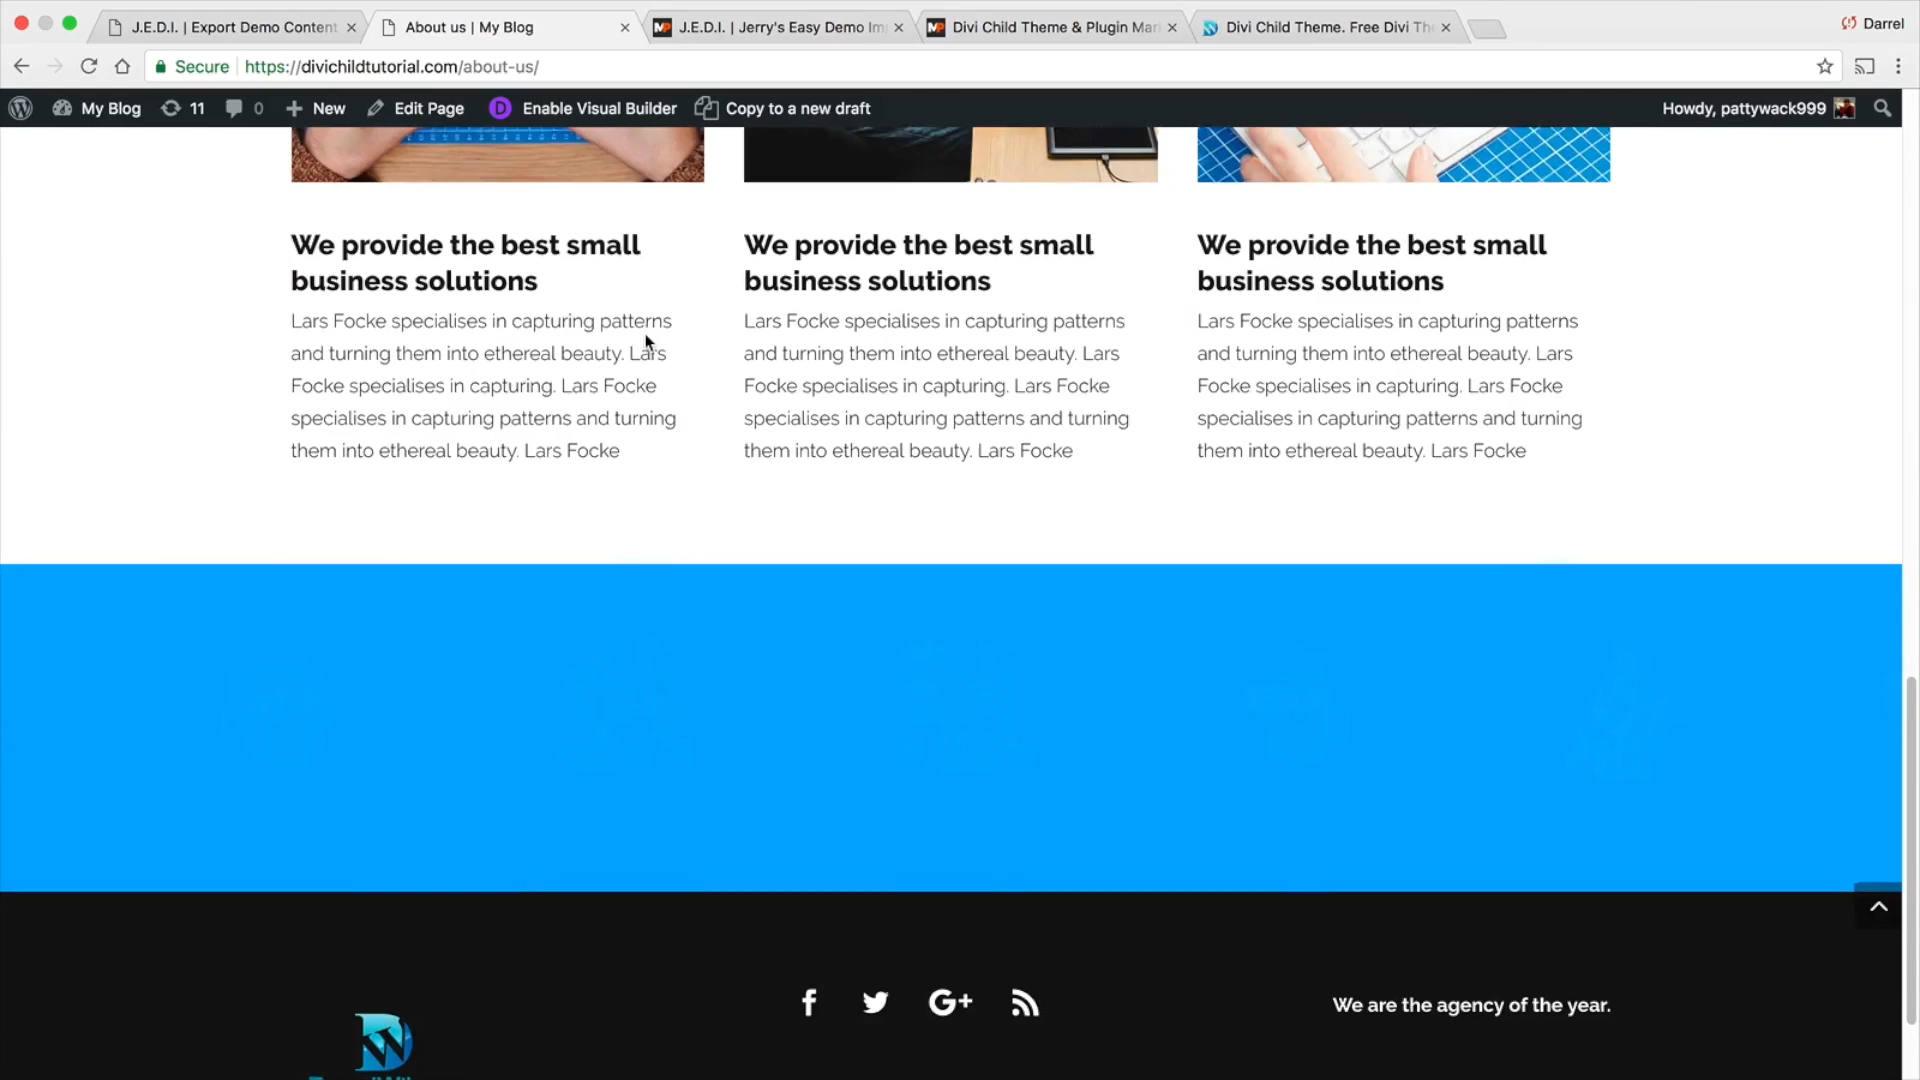 J.E.D.I. | Export Demo Content
About us | My Blog
J.E.D.I. | Jerry's Easy Demo Im
Divi Child Theme & Plugin Mar
Divi Child Theme. Free Divi The
Darrel
Secure https://divichildtutorial.com/about-us/
My Blog 11 0 New Edit Page D Enable Visual Builder Copy to a new draft Howdy, pattywack999
We provide the best small
business solutions
Lars Focke specialises in capturing patterns
and turning them into ethereal beauty. Lars
Focke specialises in capturing. Lars Focke
specialises in capturing patterns and turning
them into ethereal beauty. Lars Focke
We provide the best small
business solutions
Lars Focke specialises in capturing patterns
and turning them into ethereal beauty. Lars
Focke specialises in capturing. Lars Focke
specialises in capturing patterns and turning
them into ethereal beauty. Lars Focke
We provide the best small
business solutions
Lars Focke specialises in capturing patterns
and turning them into ethereal beauty. Lars
Focke specialises in capturing. Lars Focke
specialises in capturing patterns and turning
them into ethereal beauty. Lars Focke
We are the agency of the year.